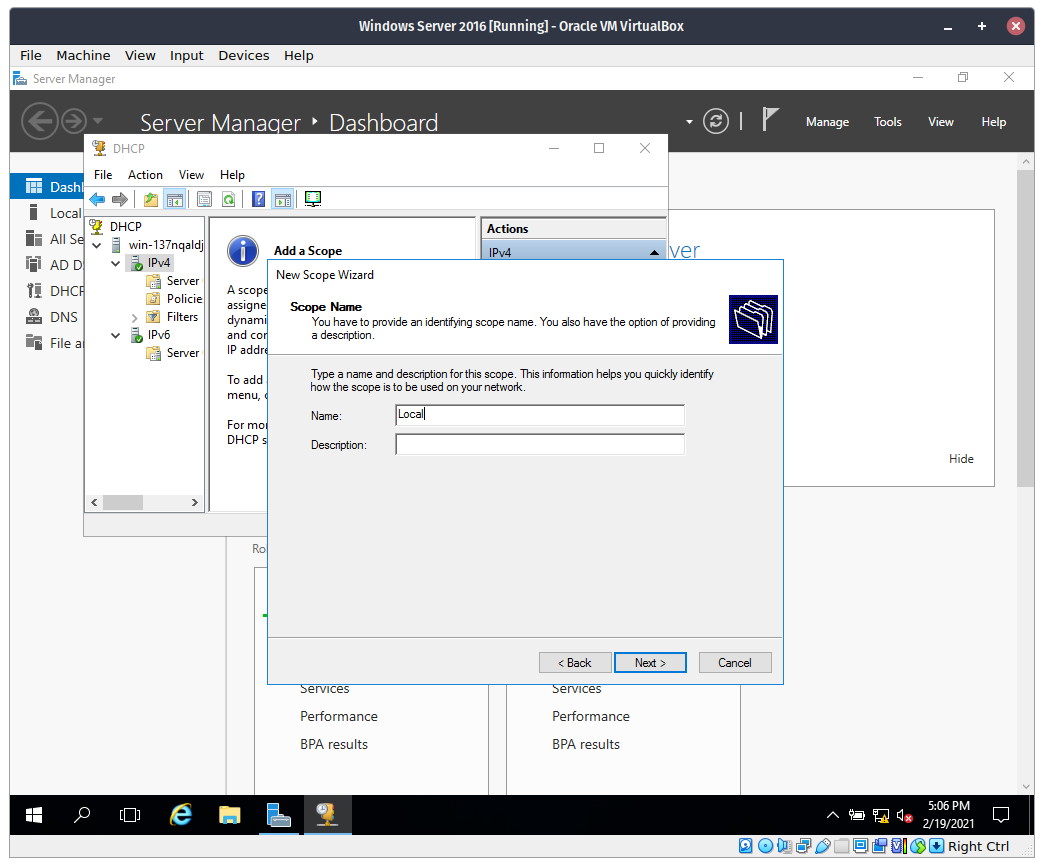 Windows Server 2016 [Running] - Oracle VM VirtualBox
File Machine View Input Devices Help
Server Manager
Server Manager ‣ Dashboard
Manage Tools View Help
DHCP
File Action View Help
Dashl
Local
All Se
AD D
DHCP
DNS
File a
DHCP
win-137nqaldj
IPv4
Server
Policie
Filters
IPv6
Server
Add a Scope
A scope
assigne
dynami
and cor
IP addre
To add
menu, c
For mor
DHCP s
Actions
IPv4
ver
Hide
New Scope Wizard
Scope Name
You have to provide an identifying scope name. You also have the option of providing
a description.
Type a name and description for this scope. This information helps you quickly identify
how the scope is to be used on your network.
Name: Local
Description:
< Back Next > Cancel
Rol
Services
Performance
BPA results
Services
Performance
BPA results
5:06 PM
2/19/2021
Right Ctrl